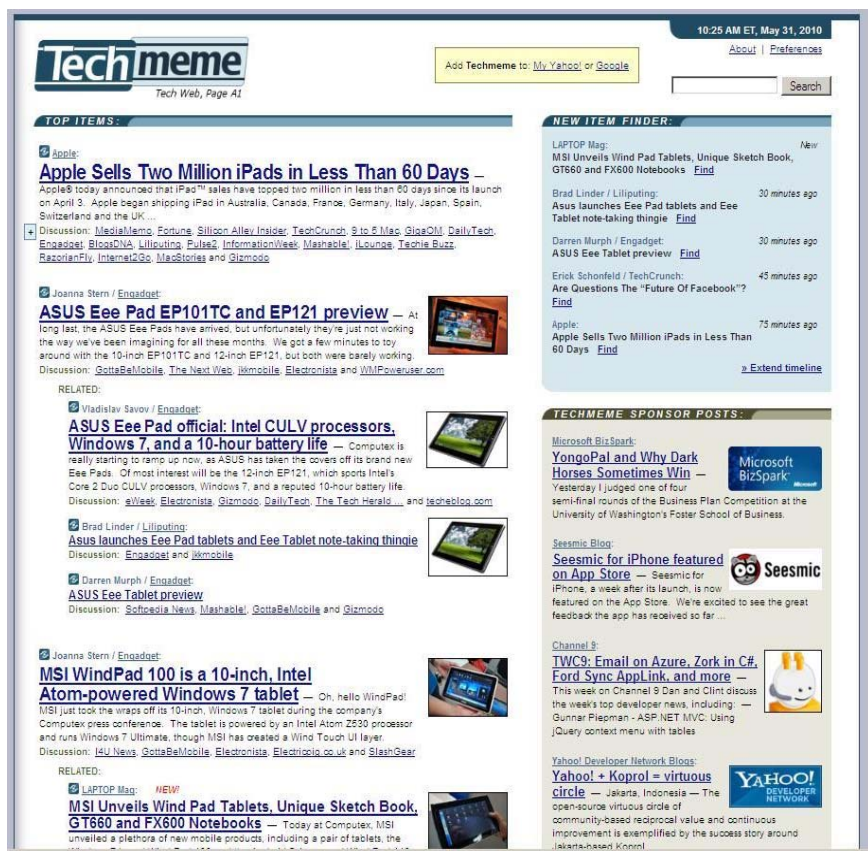 10:25 AM ET, May 31, 2010
About | Preferences
Techmeme
Tech Web, Page A1
Add Techmeme to: My Yahoo! or Google
Search
TOP ITEMS:
Apple:
Apple Sells Two Million iPads in Less Than 60 Days —
Apple® today announced that iPad™ sales have topped two million in less than 60 days since its launch
on April 3. Apple began shipping iPad in Australia, Canada, France, Germany, Italy, Japan, Spain,
Switzerland and the UK ...
+
Discussion: MediaMemo, Fortune, Silicon Alley Insider, TechCrunch, 9 to 5 Mac, GigaOM, DailyTech,
Engadget, BlogsDNA, Liliputing, Pulse2, InformationWeek, Mashable!, iLounge, Techie Buzz,
RazorianFly, Internet2Go, MacStories and Gizmodo
Joanna Stern / Engadget:
ASUS Eee Pad EP101TC and EP121 preview — At
long last, the ASUS Eee Pads have arrived, but unfortunately they're just not working
the way we've been imagining for all these months. We got a few minutes to toy
around with the 10-inch EP101TC and 12-inch EP121, but both were barely working.
Discussion: GottaBeMobile, The Next Web, jkkmobile, Electronista and WMPoweruser.com
RELATED:
Vladislav Savov / Engadget:
ASUS Eee Pad official: Intel CULV processors,
Windows 7, and a 10-hour battery life — Computex is
really starting to ramp up now, as ASUS has taken the covers off its brand new
Eee Pads. Of most interest will be the 12-inch EP121, which sports Intel's
Core 2 Duo CULV processors, Windows 7, and a reputed 10-hour battery life.
Discussion: eWeek, Electronista, Gizmodo, DailyTech, The Tech Herald ... and techeblog.com
Brad Linder / Liliputing:
Asus launches Eee Pad tablets and Eee Tablet note-taking thingie
Discussion: Engadget and jkkmobile
Darren Murph / Engadget:
ASUS Eee Tablet preview
Discussion: Softpedia News, Mashable!, GottaBeMobile and Gizmodo
Joanna Stern / Engadget:
MSI WindPad 100 is a 10-inch, Intel
Atom-powered Windows 7 tablet — Oh, hello WindPad!
MSI just took the wraps off its 10-inch, Windows 7 tablet during the company's
Computex press conference. The tablet is powered by an Intel Atom Z530 processor
and runs Windows 7 Ultimate, though MSI has created a Wind Touch UI layer.
Discussion: I4U News, GottaBeMobile, Electronista, Electricpig.co.uk and SlashGear
RELATED:
LAPTOP Mag: NEW!
MSI Unveils Wind Pad Tablets, Unique Sketch Book,
GT660 and FX600 Notebooks — Today at Computex, MSI
unveiled a plethora of new mobile products, including a pair of tablets, the
NEW ITEM FINDER:
LAPTOP Mag: New
MSI Unveils Wind Pad Tablets, Unique Sketch Book,
GT660 and FX600 Notebooks Find
Brad Linder / Liliputing: 30 minutes ago
Asus launches Eee Pad tablets and Eee
Tablet note-taking thingie Find
Darren Murph / Engadget: 30 minutes ago
ASUS Eee Tablet preview Find
Erick Schonfeld / TechCrunch: 45 minutes ago
Are Questions The "Future Of Facebook"?
Find
Apple: 75 minutes ago
Apple Sells Two Million iPads in Less Than
60 Days Find
» Extend timeline
TECHMEME SPONSOR POSTS:
Microsoft BizSpark:
YongoPal and Why Dark
Horses Sometimes Win —
Yesterday I judged one of four
semi-final rounds of the Business Plan Competition at the
University of Washington's Foster School of Business.
Microsoft
BizSpark
Microsoft
Seesmic Blog:
Seesmic for iPhone featured
on App Store — Seesmic for
iPhone, a week after its launch, is now
featured on the App Store. We're excited to see the great
feedback the app has received so far ...
Seesmic
Channel 9:
TWC9: Email on Azure, Zork in C#,
Ford Sync AppLink, and more —
This week on Channel 9 Dan and Clint discuss
the week's top developer news, including: —
Gunnar Piepman - ASP.NET MVC: Using
jQuery context menu with tables
Yahoo! Developer Network Blogs:
Yahoo! + Koprol = virtuous
circle — Jakarta, Indonesia — The
open-source virtuous circle of
community-based reciprocal value and continuous
improvement is exemplified by the success story around
Jakarta-based Koprol
YAHOO!
DEVELOPER
NETWORK